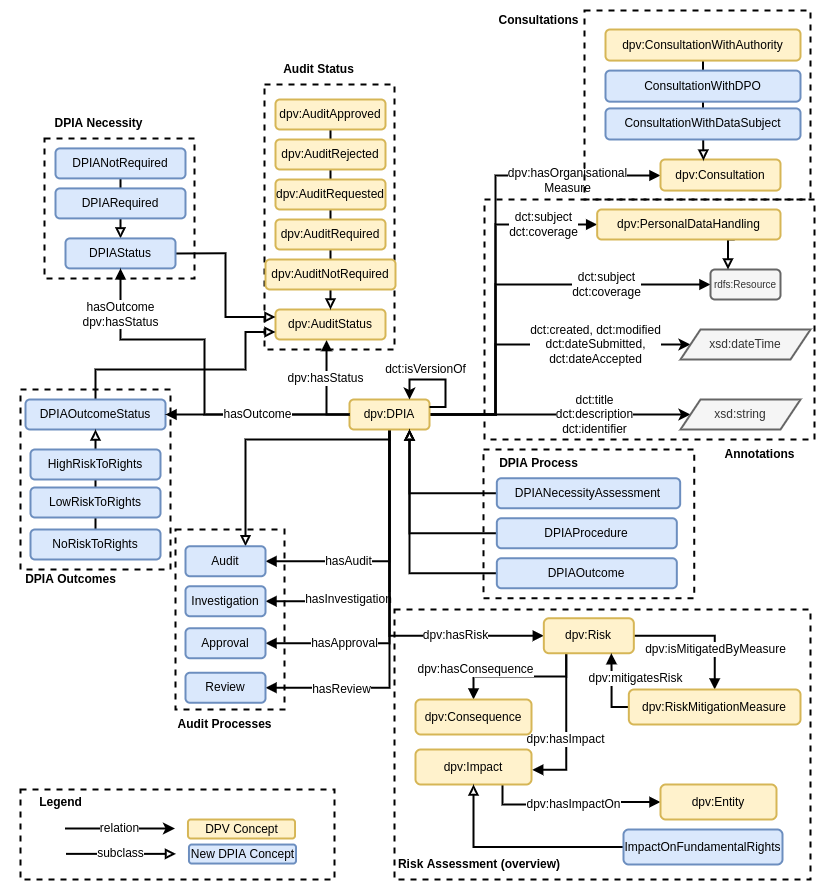 Consultations
dpv:ConsultationWithAuthority
ConsultationWithDPO
ConsultationWithDataSubject
dpv:Consultation
Audit Status
dpv:AuditApproved
dpv:AuditRejected
dpv:AuditRequested
dpv:AuditRequired
dpv:AuditNotRequired
dpv:AuditStatus
DPIA Necessity
DPIANotRequired
DPIARequired
DPIAStatus
hasOutcome
dpv:hasStatus
dpv:hasOrganisational
Measure
dct:subject
dct:coverage
dpv:PersonalDataHandling
dct:subject
dct:coverage
rdfs:Resource
dct:created, dct:modified
dct:dateSubmitted,
dct:dateAccepted
xsd:dateTime
dct:title
dct:description
dct:identifier
xsd:string
Annotations
dpv:hasStatus
dct:isVersionOf
dpv:DPIA
hasOutcome
DPIAOutcomeStatus
HighRiskToRights
LowRiskToRights
NoRiskToRights
DPIA Outcomes
DPIA Process
DPIANecessityAssessment
DPIAProcedure
DPIAOutcome
Audit
hasAudit
Investigation
hasInvestigation
Approval
hasApproval
Review
hasReview
Audit Processes
dpv:hasRisk
dpv:Risk
dpv:isMitigatedByMeasure
dpv:hasConsequence
dpv:mitigatesRisk
dpv:Consequence
dpv:RiskMitigationMeasure
dpv:hasImpact
dpv:Impact
dpv:hasImpactOn
dpv:Entity
ImpactOnFundamentalRights
Risk Assessment (overview)
Legend
relation
DPV Concept
subclass
New DPIA Concept